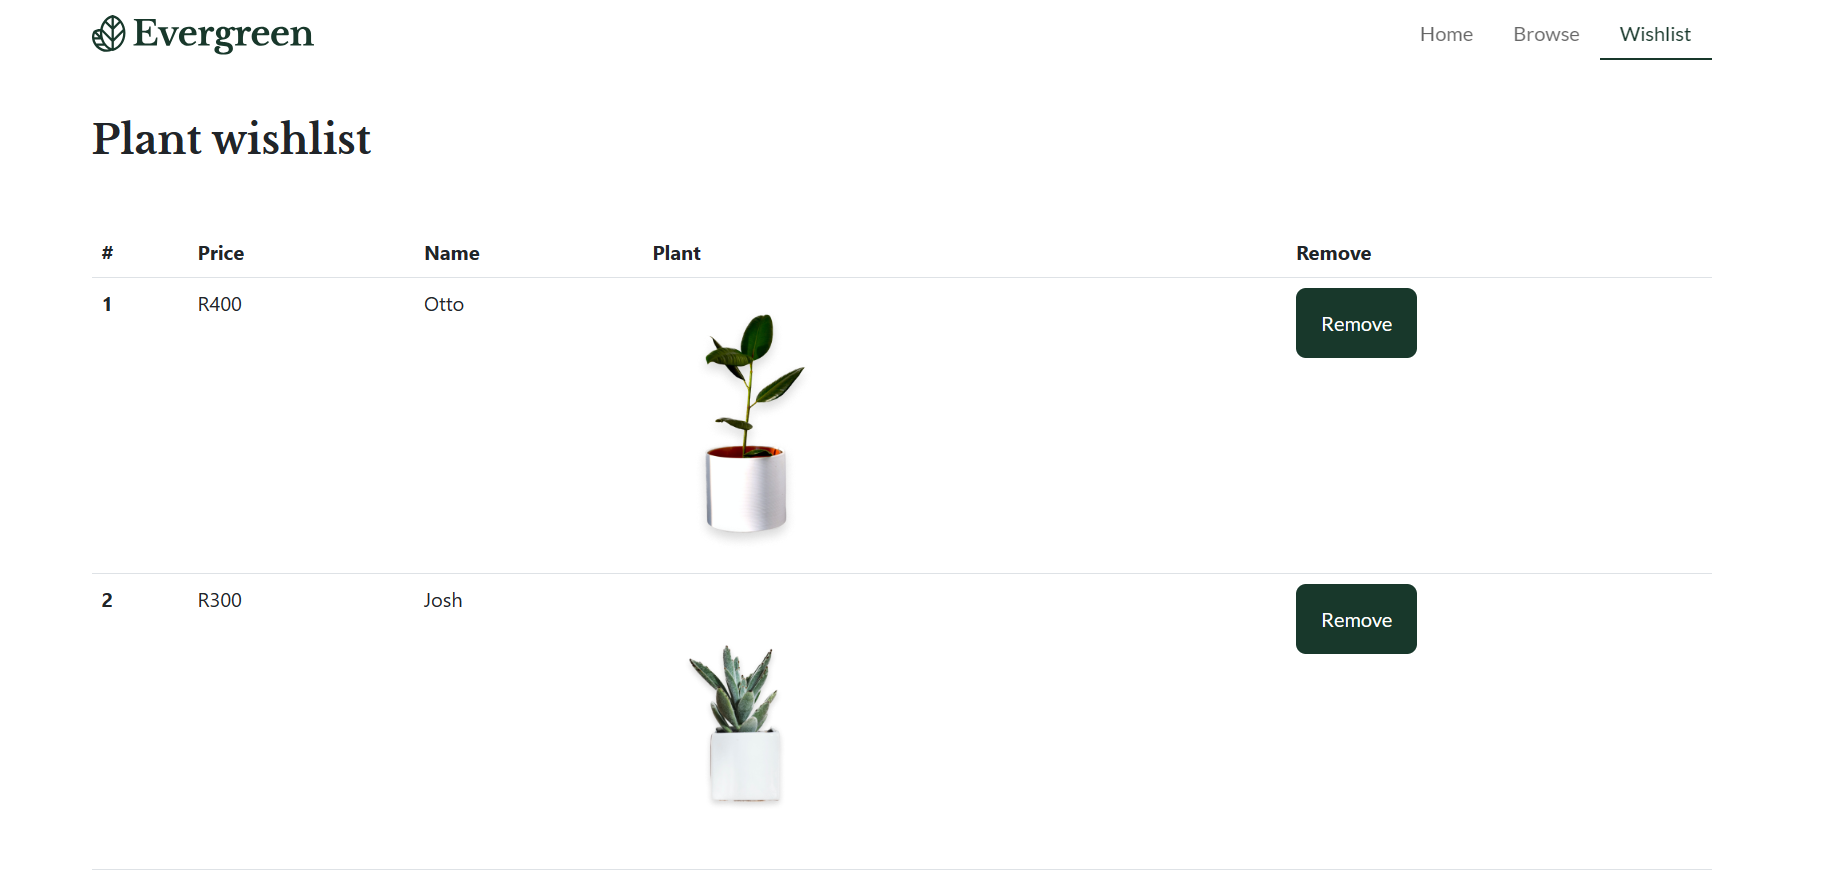 Evergreen
Home Browse Wishlist
Plant wishlist
# Price Name Plant Remove
1 R400 Otto Remove
2 R300 Josh Remove